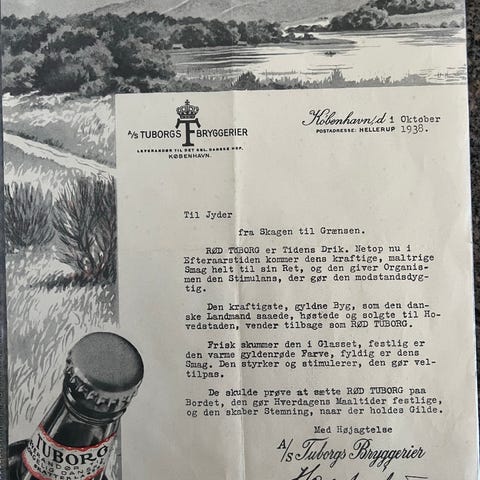 A/S TUBORGS BRYGGERIER
LEVERANDØR TIL DET KGL. DANSKE HOF.
KØBENHAVN.
København, d 1 Oktober
POSTADRESSE: HELLERUP 1938.
Til Jyder
fra Skagen til Grænsen.
RØD TUBORG er Tidens Drik. Netop nu i
Efteraarstiden kommer dens kraftige, maltrige
Smag helt til sin Ret, og den giver Organis-
men den Stimulans, der gør den modstandsdyg-
tig.
Den kraftigste, gyldne Byg, som den dan-
ske Landmand saaede, høstede og solgte til Ho-
vedstaden, vender tilbage som RØD TUBORG.
Frisk skummer den i Glasset, festlig er
den varme gyldenrøde Farve, fyldig er dens
Smag. Den styrker og stimulerer, den gør vel-
tilpas.
De skulde prøve at sætte RØD TUBORG paa
Bordet, den gør Hverdagens Maaltider festlige,
og den skaber Stemning, naar der holdes Gilde.
Med Højagtelse
A/S Tuborgs Bryggerier
TUBORG